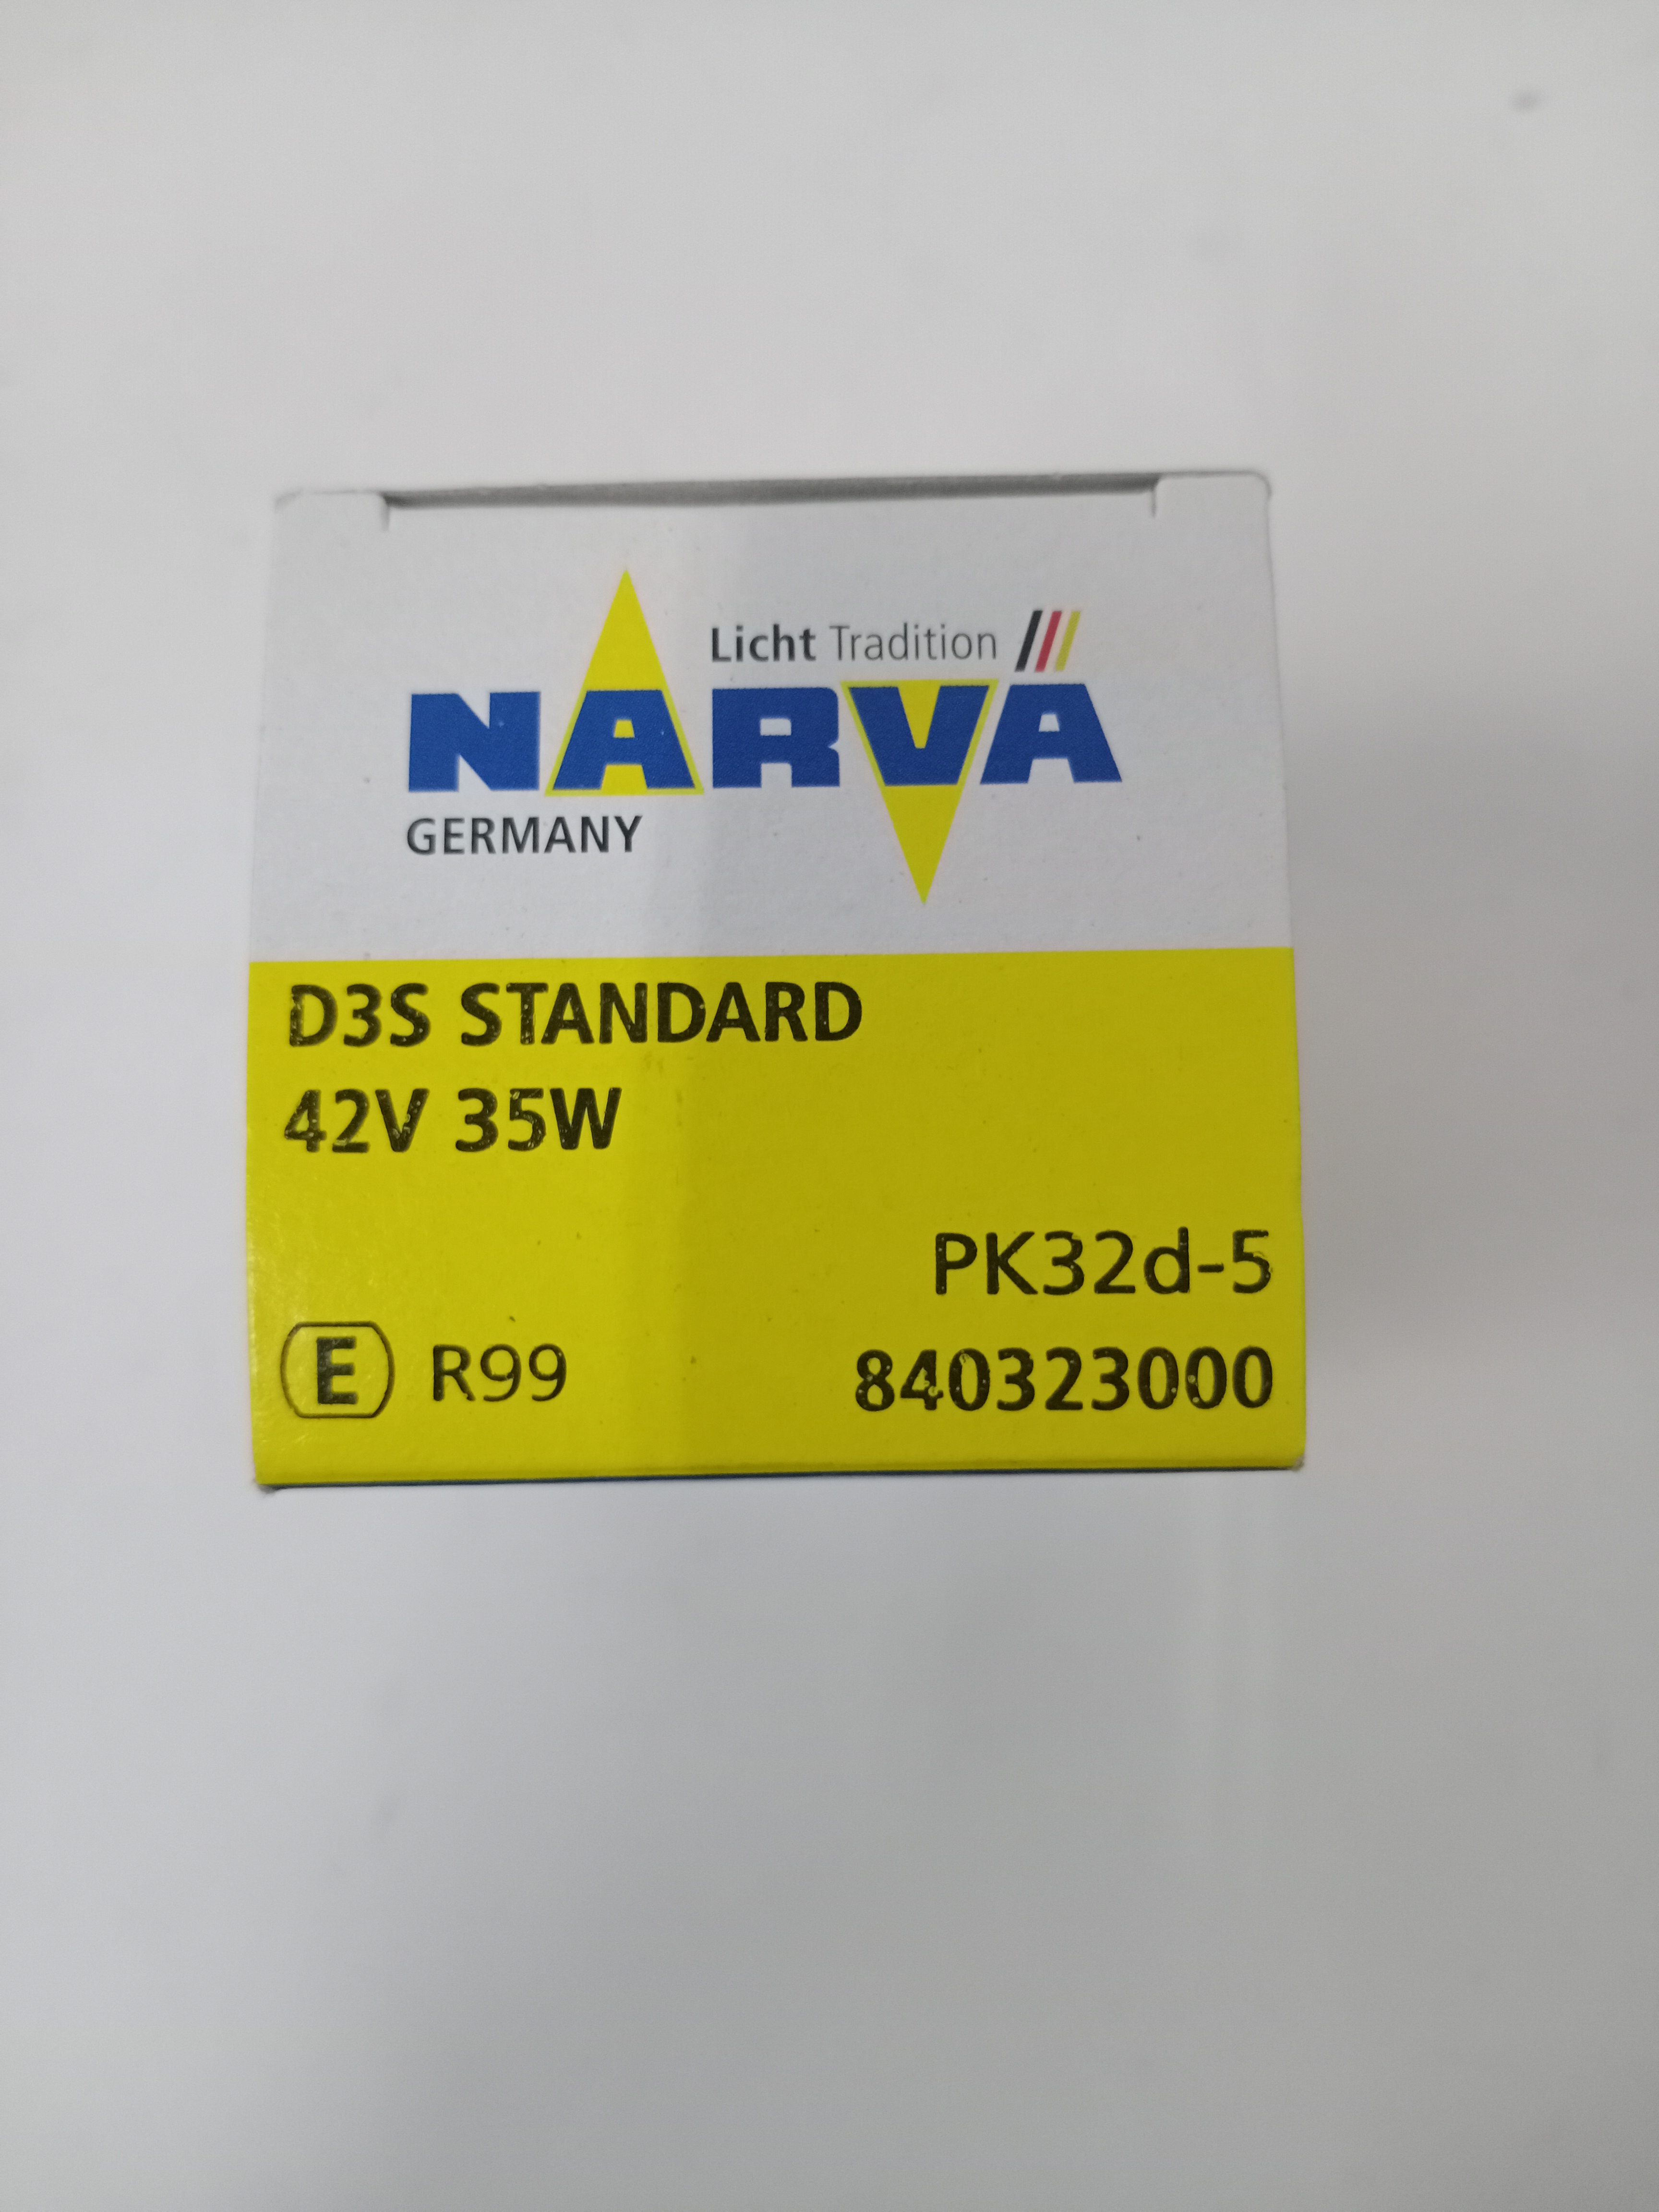 Licht Tradition
NARVA
GERMANY
D3S STANDARD
42V 35W
PK32d-5
E R99 840323000